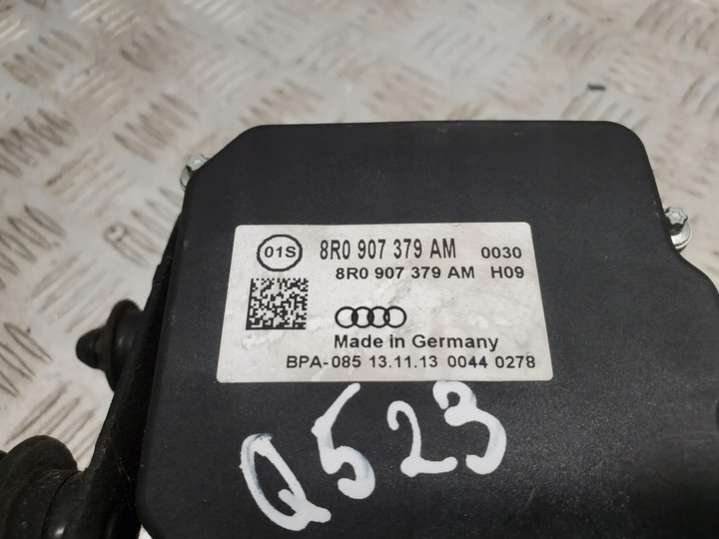 01S
8R0 907 379 AM 0030
8R0 907 379 AM H09
Made in Germany
BPA-085 13.11.13 0044 0278
Q523